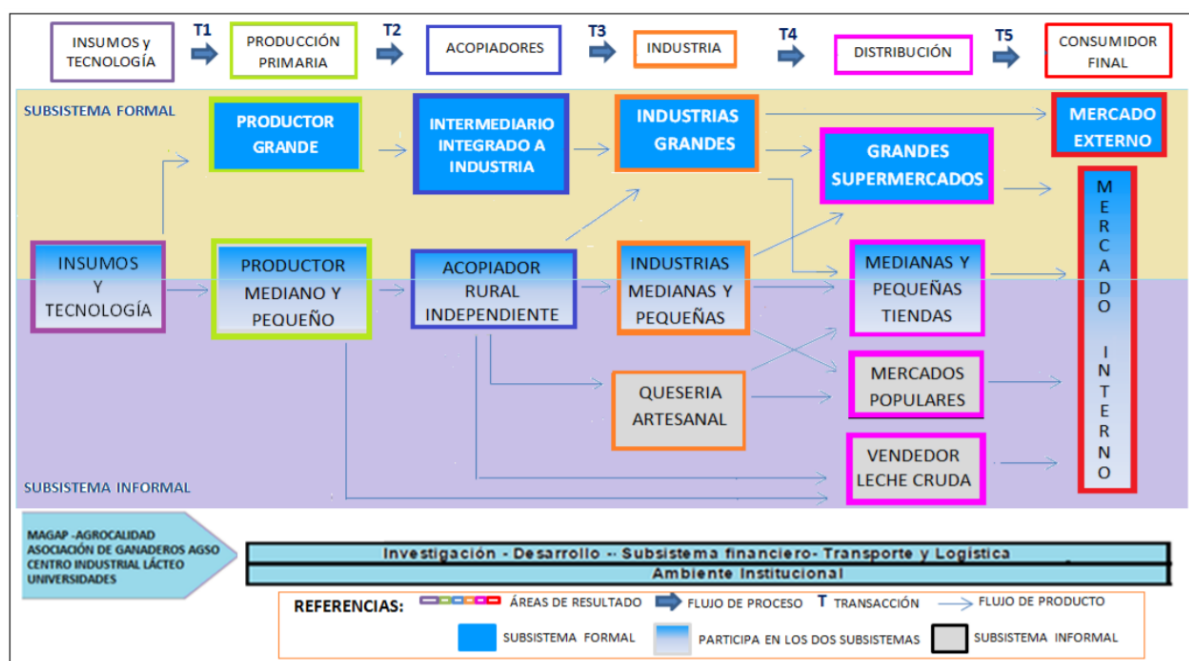 INSUMOS y
TECNOLOGÍA
T1
PRODUCCIÓN
PRIMARIA
T2
ACOPIADORES
T3
INDUSTRIA
T4
DISTRIBUCIÓN
T5
CONSUMIDOR
FINAL
SUBSISTEMA FORMAL
PRODUCTOR
GRANDE
INTERMEDIARIO
INTEGRADO A
INDUSTRIA
INDUSTRIAS
GRANDES
GRANDES
SUPERMERCADOS
MERCADO
EXTERNO
INSUMOS
Y
TECNOLOGÍA
PRODUCTOR
MEDIANO Y
PEQUEÑO
ACOPIADOR
RURAL
INDEPENDIENTE
INDUSTRIAS
MEDIANAS Y
PEQUEÑAS
MEDIANAS Y
PEQUEÑAS
TIENDAS
MERCADO INTERNO
QUESERIA
ARTESANAL
MERCADOS
POPULARES
VENDEDOR
LECHE CRUDA
SUBSISTEMA INFORMAL
MAGAP -AGROCALIDAD
ASOCIACIÓN DE GANADEROS AGSO
CENTRO INDUSTRIAL LÁCTEO
UNIVERSIDADES
Investigación - Desarrollo -- Subsistema financiero- Transporte y Logística
Ambiente Institucional
REFERENCIAS: ÁREAS DE RESULTADO FLUJO DE PROCESO T TRANSACCIÓN FLUJO DE PRODUCTO
SUBSISTEMA FORMAL PARTICIPA EN LOS DOS SUBSISTEMAS SUBSISTEMA INFORMAL